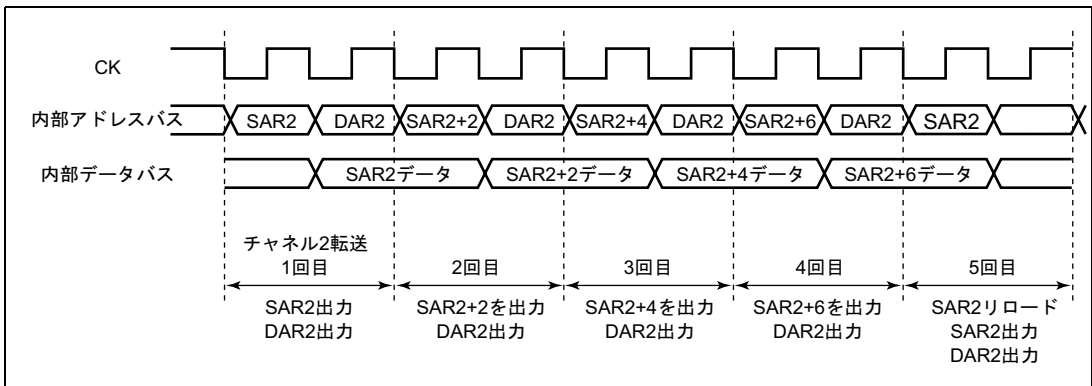 CK
内部アドレスバス
SAR2 DAR2 SAR2+2 DAR2 SAR2+4 DAR2 SAR2+6 DAR2 SAR2
内部データバス
SAR2データ SAR2+2データ SAR2+4データ SAR2+6データ
チャネル2転送
1回目 2回目 3回目 4回目 5回目
SAR2出力 SAR2+2を出力 SAR2+4を出力 SAR2+6を出力 SAR2リロード
DAR2出力 DAR2出力 DAR2出力 DAR2出力 SAR2出力
DAR2出力